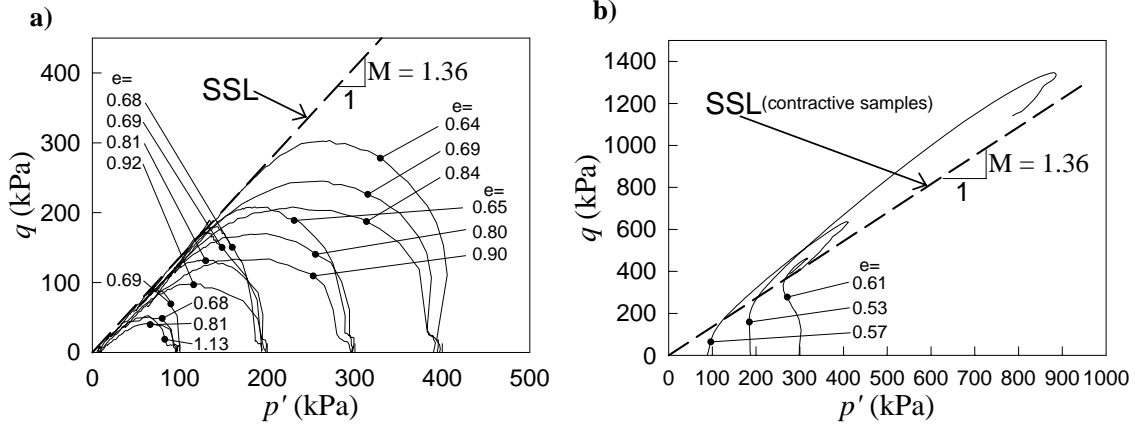 a)
400
300
200
100
0
q (kPa)
0 100 200 300 400 500
p' (kPa)
SSL
M = 1.36
1
e=
0.68
0.69
0.81
0.92
0.64
0.69
0.84
e=
0.65
0.80
0.90
0.69
0.68
0.81
1.13
b)
1400
1200
1000
800
600
400
200
0
q (kPa)
0 100 200 300 400 500 600 700 800 900 1000
p' (kPa)
SSL (contractive samples)
M = 1.36
1
e=
0.61
0.53
0.57